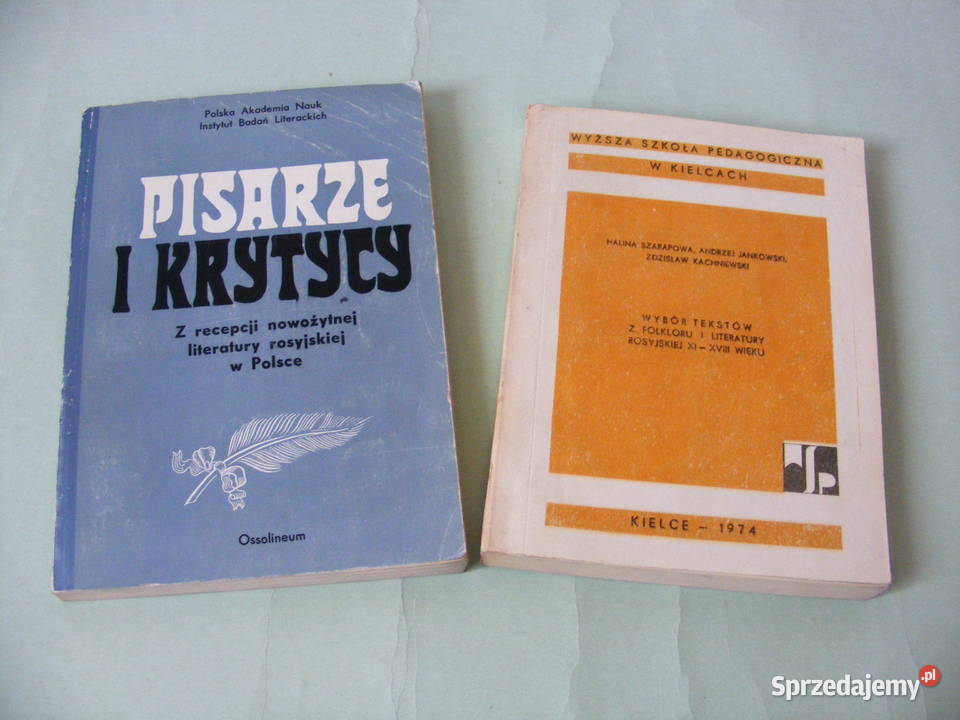 Polska Akademia Nauk
Instytut Badań Literackich
PISARZE
I KRYTYCY
Z recepcji nowożytnej
literatury rosyjskiej
w Polsce
Ossolineum
WYŻSZA SZKOŁA PEDAGOGICZNA
W KIELCACH
HALINA SZARAPOWA, ANDRZEJ JANKOWSKI,
ZDZISŁAW KACHNIEWSKI
WYBÓR TEKSTÓW
Z FOLKLORU I LITERATURY
ROSYJSKIEJ XI – XVIII WIEKU
KIELCE – 1974
Sprzedajemy.pl